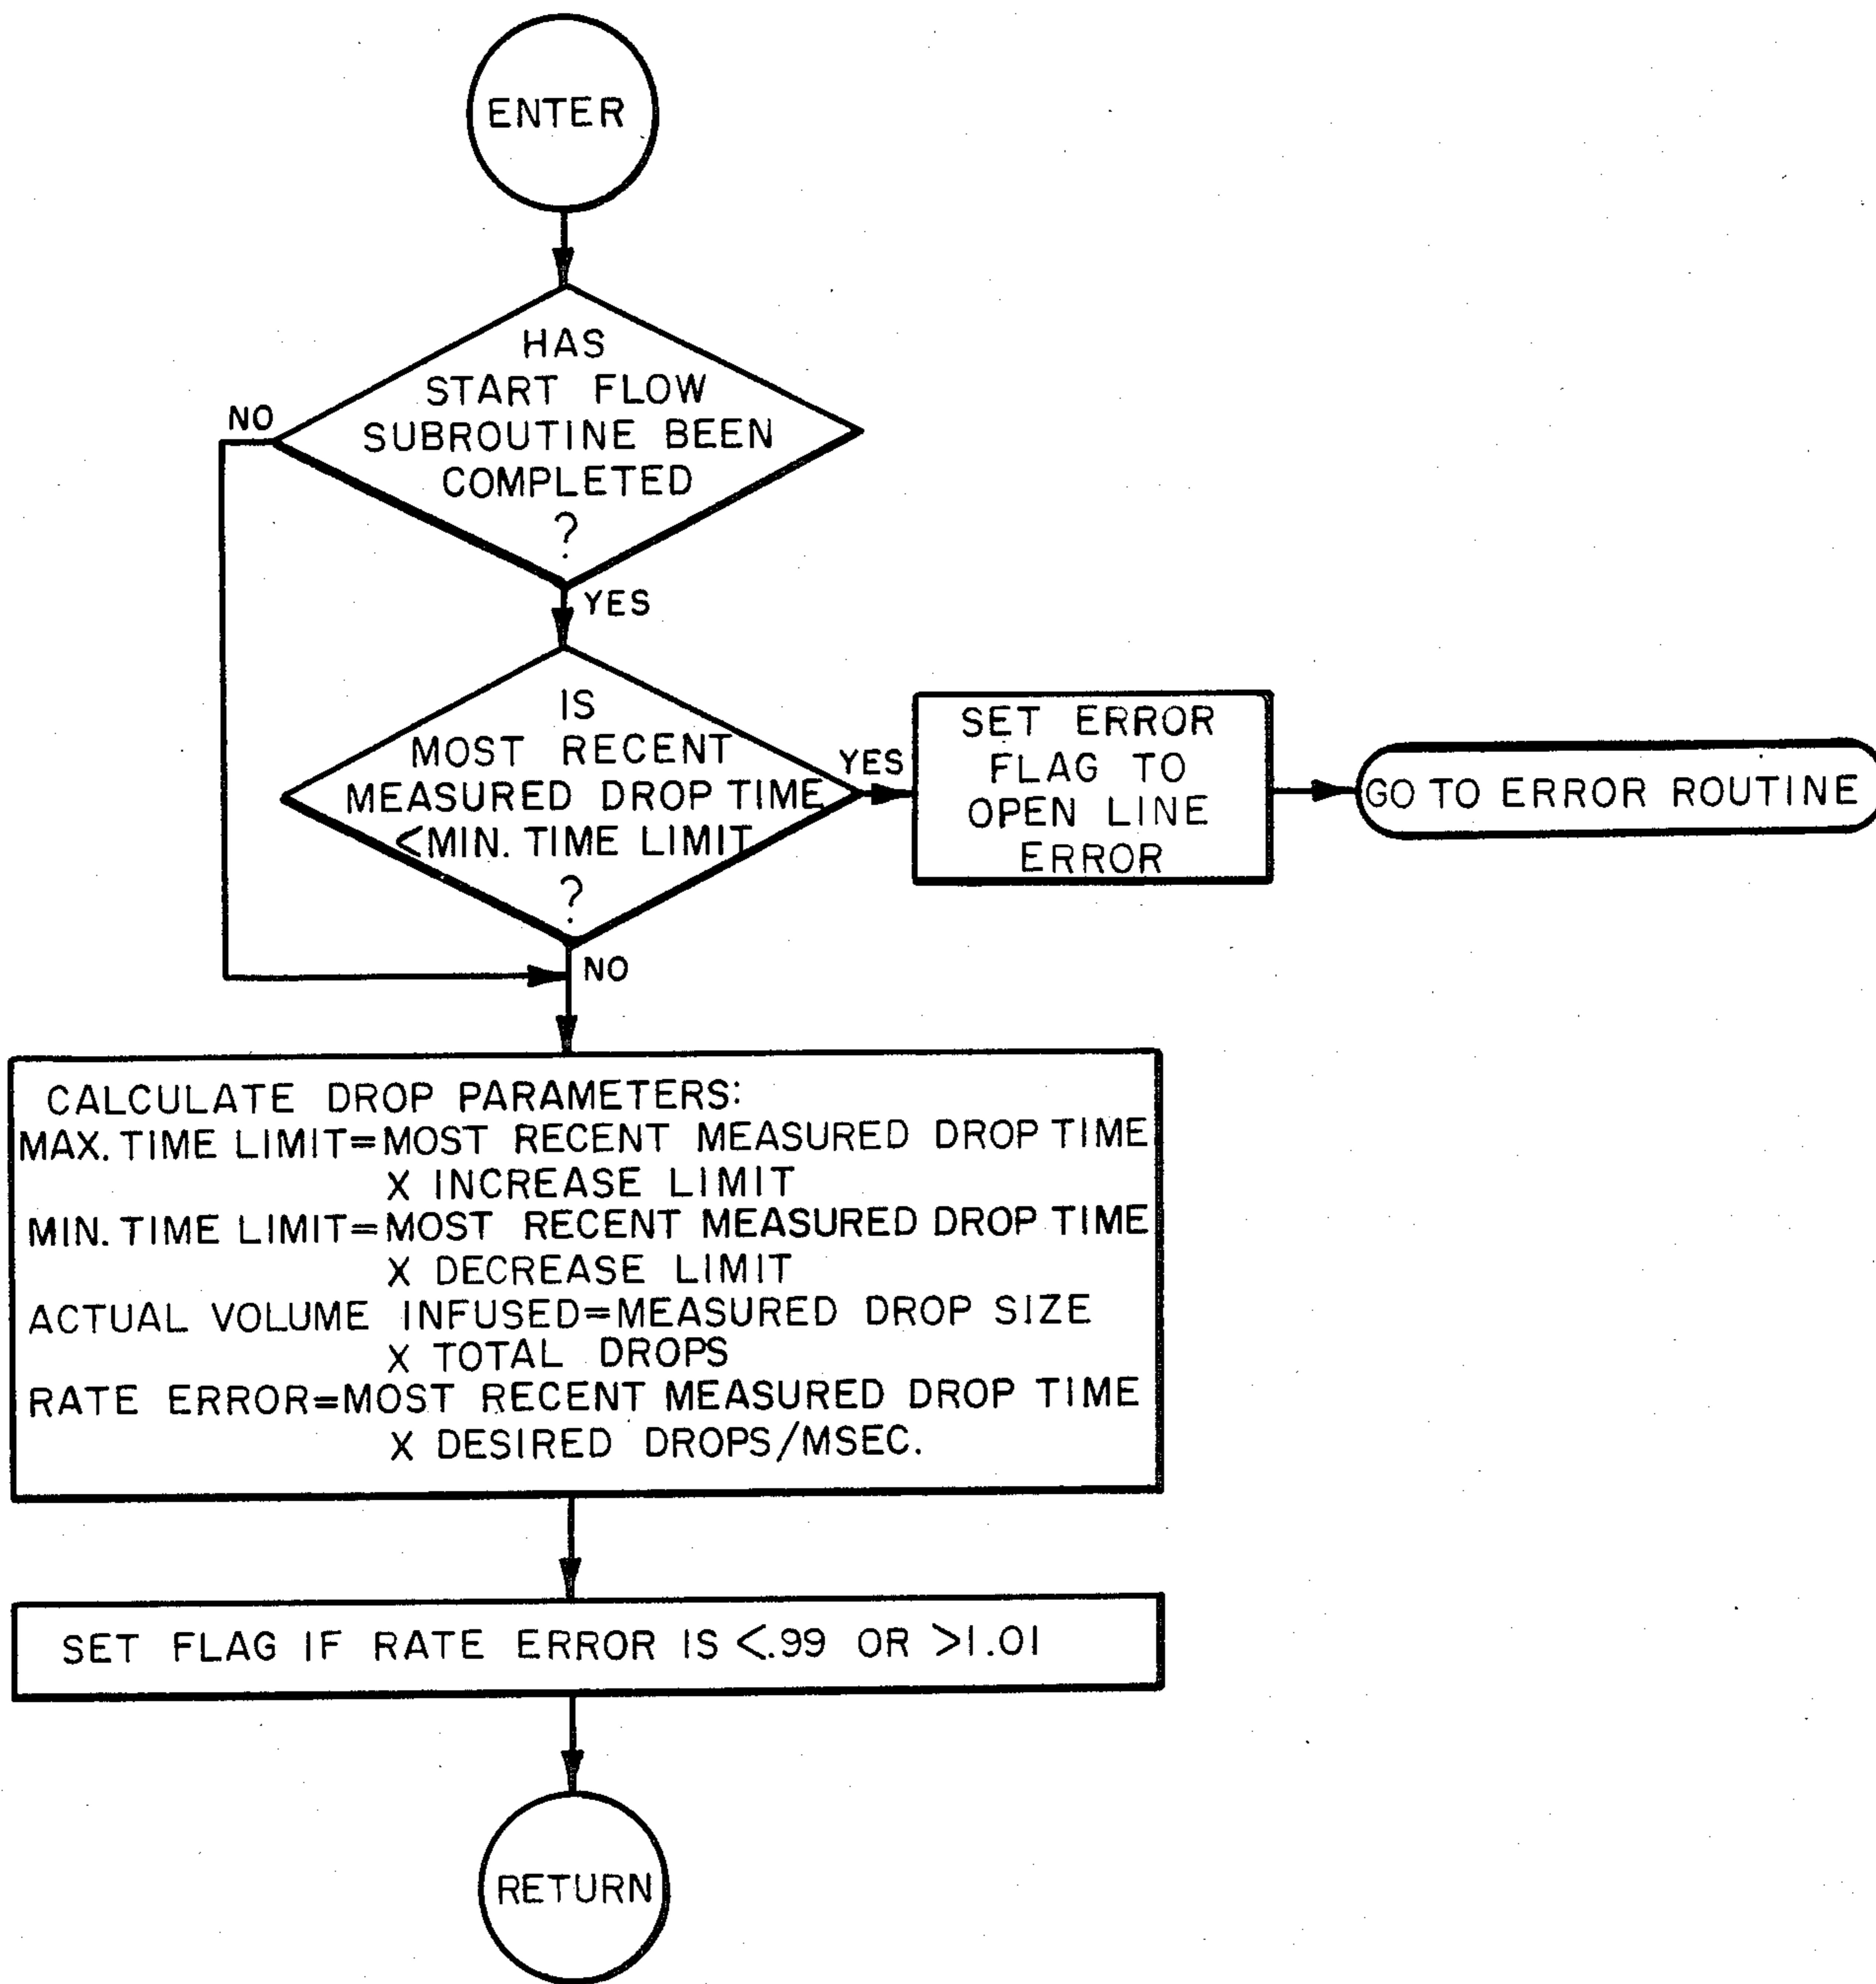 ENTER
HAS
START FLOW
SUBROUTINE BEEN
COMPLETED
?
NO
YES
IS
MOST RECENT
MEASURED DROP TIME
<MIN. TIME LIMIT
?
YES
NO
SET ERROR
FLAG TO
OPEN LINE
ERROR
GO TO ERROR ROUTINE
CALCULATE DROP PARAMETERS:
MAX. TIME LIMIT=MOST RECENT MEASURED DROP TIME
X INCREASE LIMIT
MIN. TIME LIMIT=MOST RECENT MEASURED DROP TIME
X DECREASE LIMIT
ACTUAL VOLUME INFUSED=MEASURED DROP SIZE
X TOTAL DROPS
RATE ERROR=MOST RECENT MEASURED DROP TIME
X DESIRED DROPS/MSEC.
SET FLAG IF RATE ERROR IS <.99 OR >1.01
RETURN